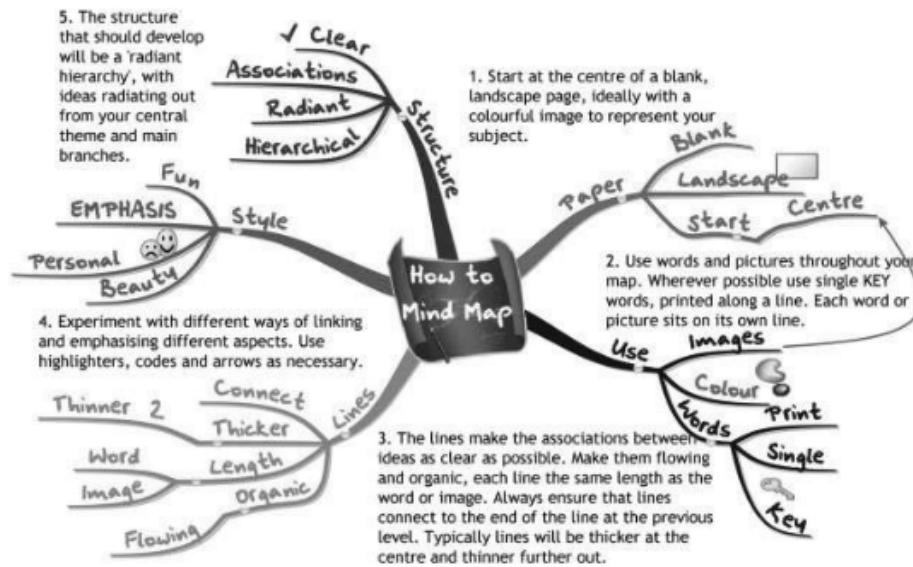 5. The structure
that should develop
will be a 'radiant
hierarchy', with
ideas radiating out
from your central
theme and main
branches.
✓ Clear
Associations
Radiant
Hierarchical
Structure
1. Start at the centre of a blank,
landscape page, ideally with a
colourful image to represent your
subject.
Paper
Blank
Landscape
Start
Centre
Fun
EMPHASIS
Personal
Beauty
Style
How to
Mind Map
2. Use words and pictures throughout your
map. Wherever possible use single KEY
words, printed along a line. Each word or
picture sits on its own line.
Use
Images
Colour
Words
Print
Single
Key
4. Experiment with different ways of linking
and emphasising different aspects. Use
highlighters, codes and arrows as necessary.
Lines
Connect
Thinner 2
Thicker
Word
Image
Length
Organic
Flowing
3. The lines make the associations between
ideas as clear as possible. Make them flowing
and organic, each line the same length as the
word or image. Always ensure that lines
connect to the end of the line at the previous
level. Typically lines will be thicker at the
centre and thinner further out.